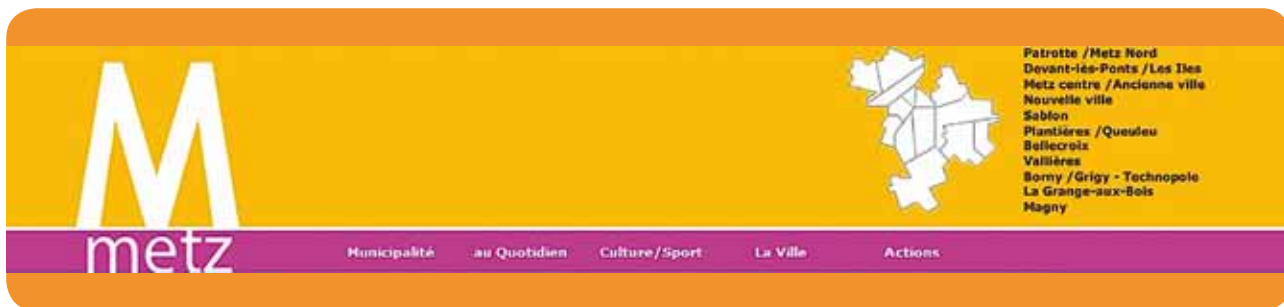 M
metz
Patrotte /Metz Nord
Devant-lès-Ponts /Les Iles
Metz centre /Ancienne ville
Nouvelle ville
Sablon
Plantières /Queuleu
Bellecroix
Vallières
Borny /Grigy - Technopole
La Grange-aux-Bois
Magny
Municipalité au Quotidien Culture/Sport La Ville Actions